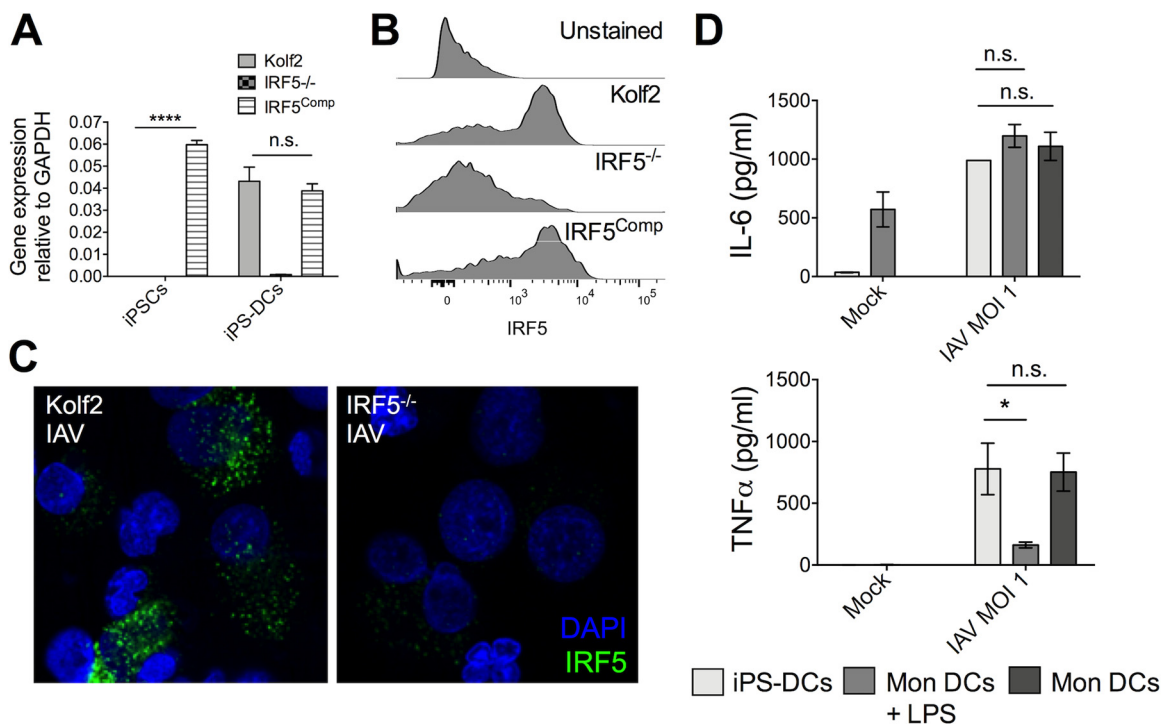 A
Kolf2
IRF5-/-
IRF5Comp
Gene expression
relative to GAPDH
0.07
0.06
0.05
0.04
0.03
0.02
0.01
0.00
****
n.s.
iPSCs
iPS-DCs
B
Unstained
Kolf2
IRF5-/-
IRF5Comp
0
10³
10⁴
10⁵
IRF5
C
Kolf2
IAV
IRF5-/-
IAV
DAPI
IRF5
D
n.s.
n.s.
IL-6 (pg/ml)
1500
1000
500
0
Mock
IAV MOI 1
n.s.
*
TNFα (pg/ml)
1500
1000
500
0
Mock
IAV MOI 1
iPS-DCs
Mon DCs
+ LPS
Mon DCs